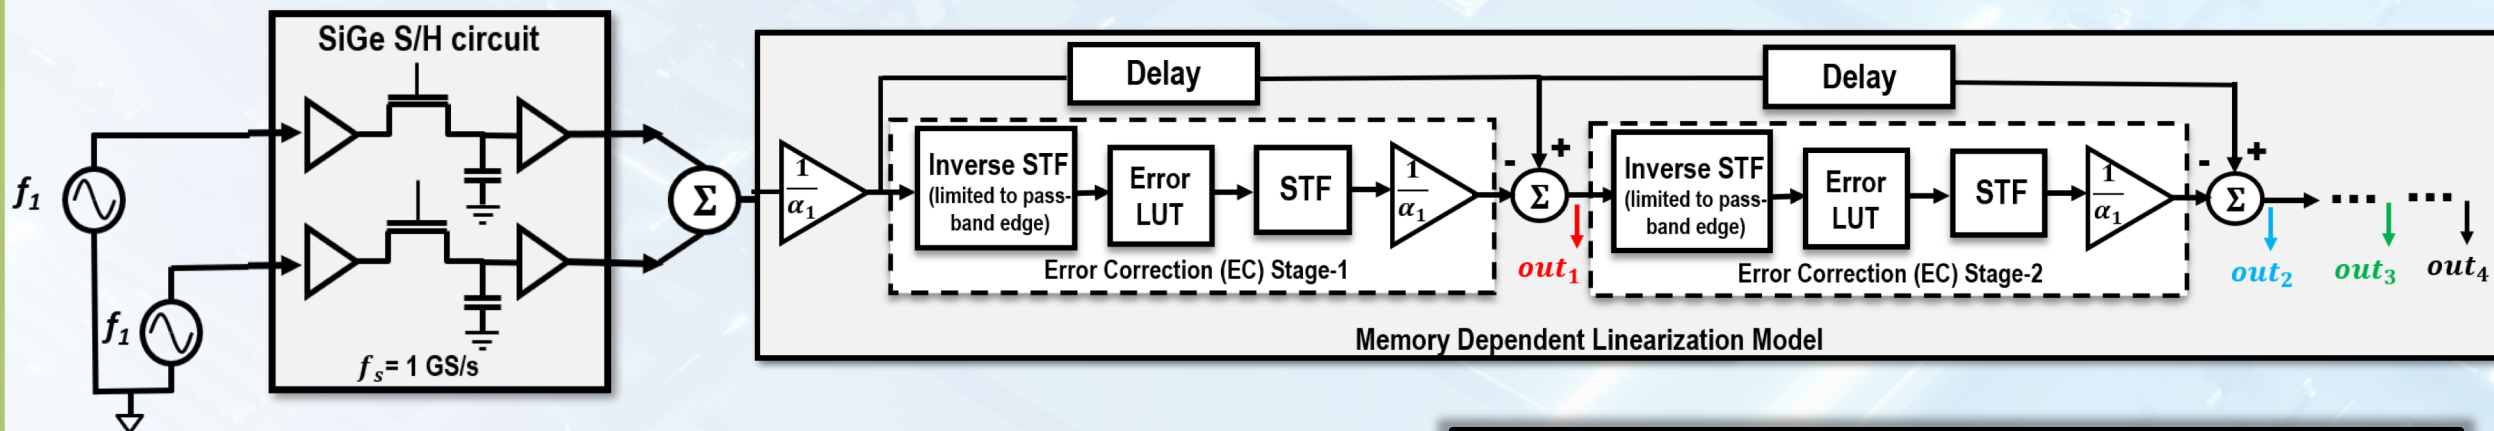 SiGe S/H circuit
f₁
f₁
fₛ= 1 GS/s
Σ
1
α₁
Delay
Inverse STF
(limited to pass-
band edge)
Error
LUT
STF
1
α₁
Error Correction (EC) Stage-1
- +
Σ
out₁
Delay
Inverse STF
(limited to pass-
band edge)
Error
LUT
STF
1
α₁
Error Correction (EC) Stage-2
- +
Σ
out₂
....
out₃
....
out₄
Memory Dependent Linearization Model